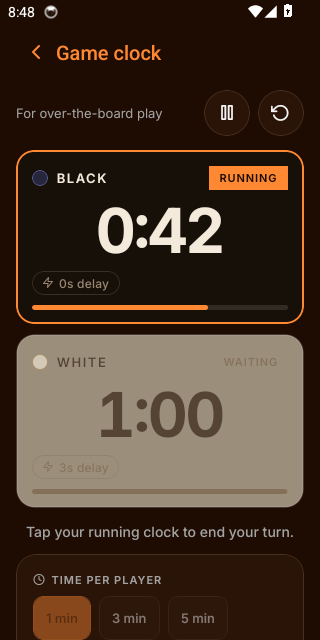 8:48
Game clock
For over-the-board play
BLACK
RUNNING
0:42
0s delay
WHITE
WAITING
1:00
3s delay
Tap your running clock to end your turn.
TIME PER PLAYER
1 min
3 min
5 min